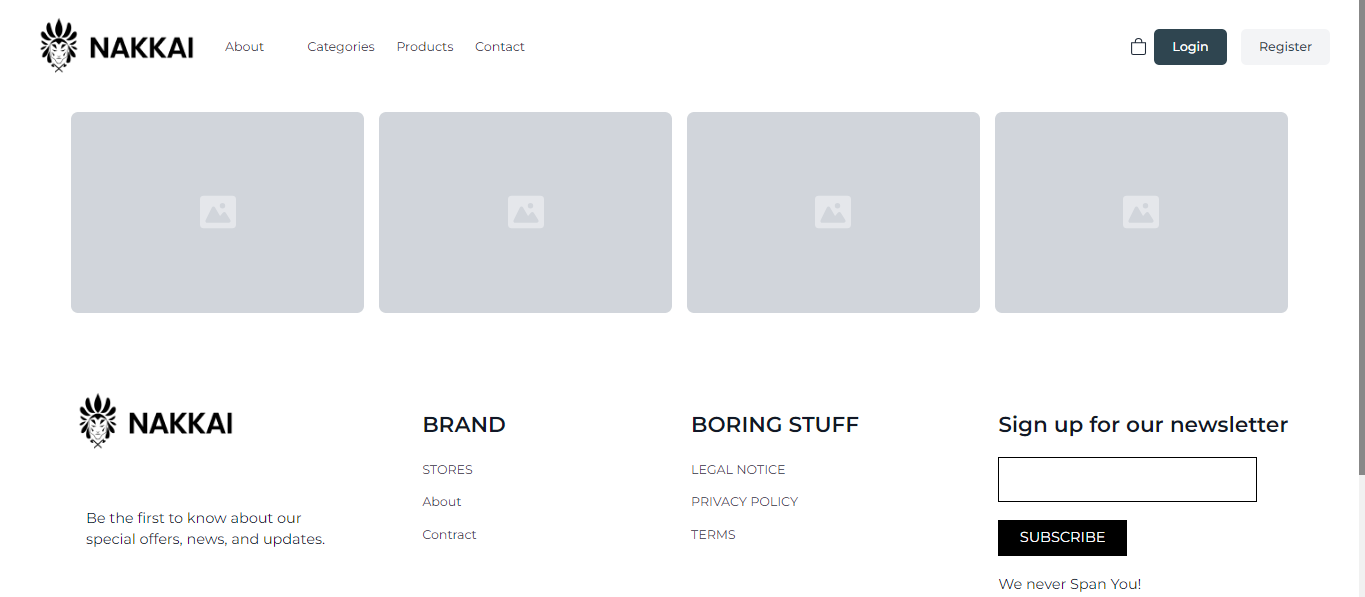 NAKKAI About Categories Products Contact Login Register
NAKKAI
Be the first to know about our
special offers, news, and updates.
BRAND
STORES
About
Contract
BORING STUFF
LEGAL NOTICE
PRIVACY POLICY
TERMS
Sign up for our newsletter
SUBSCRIBE
We never Span You!